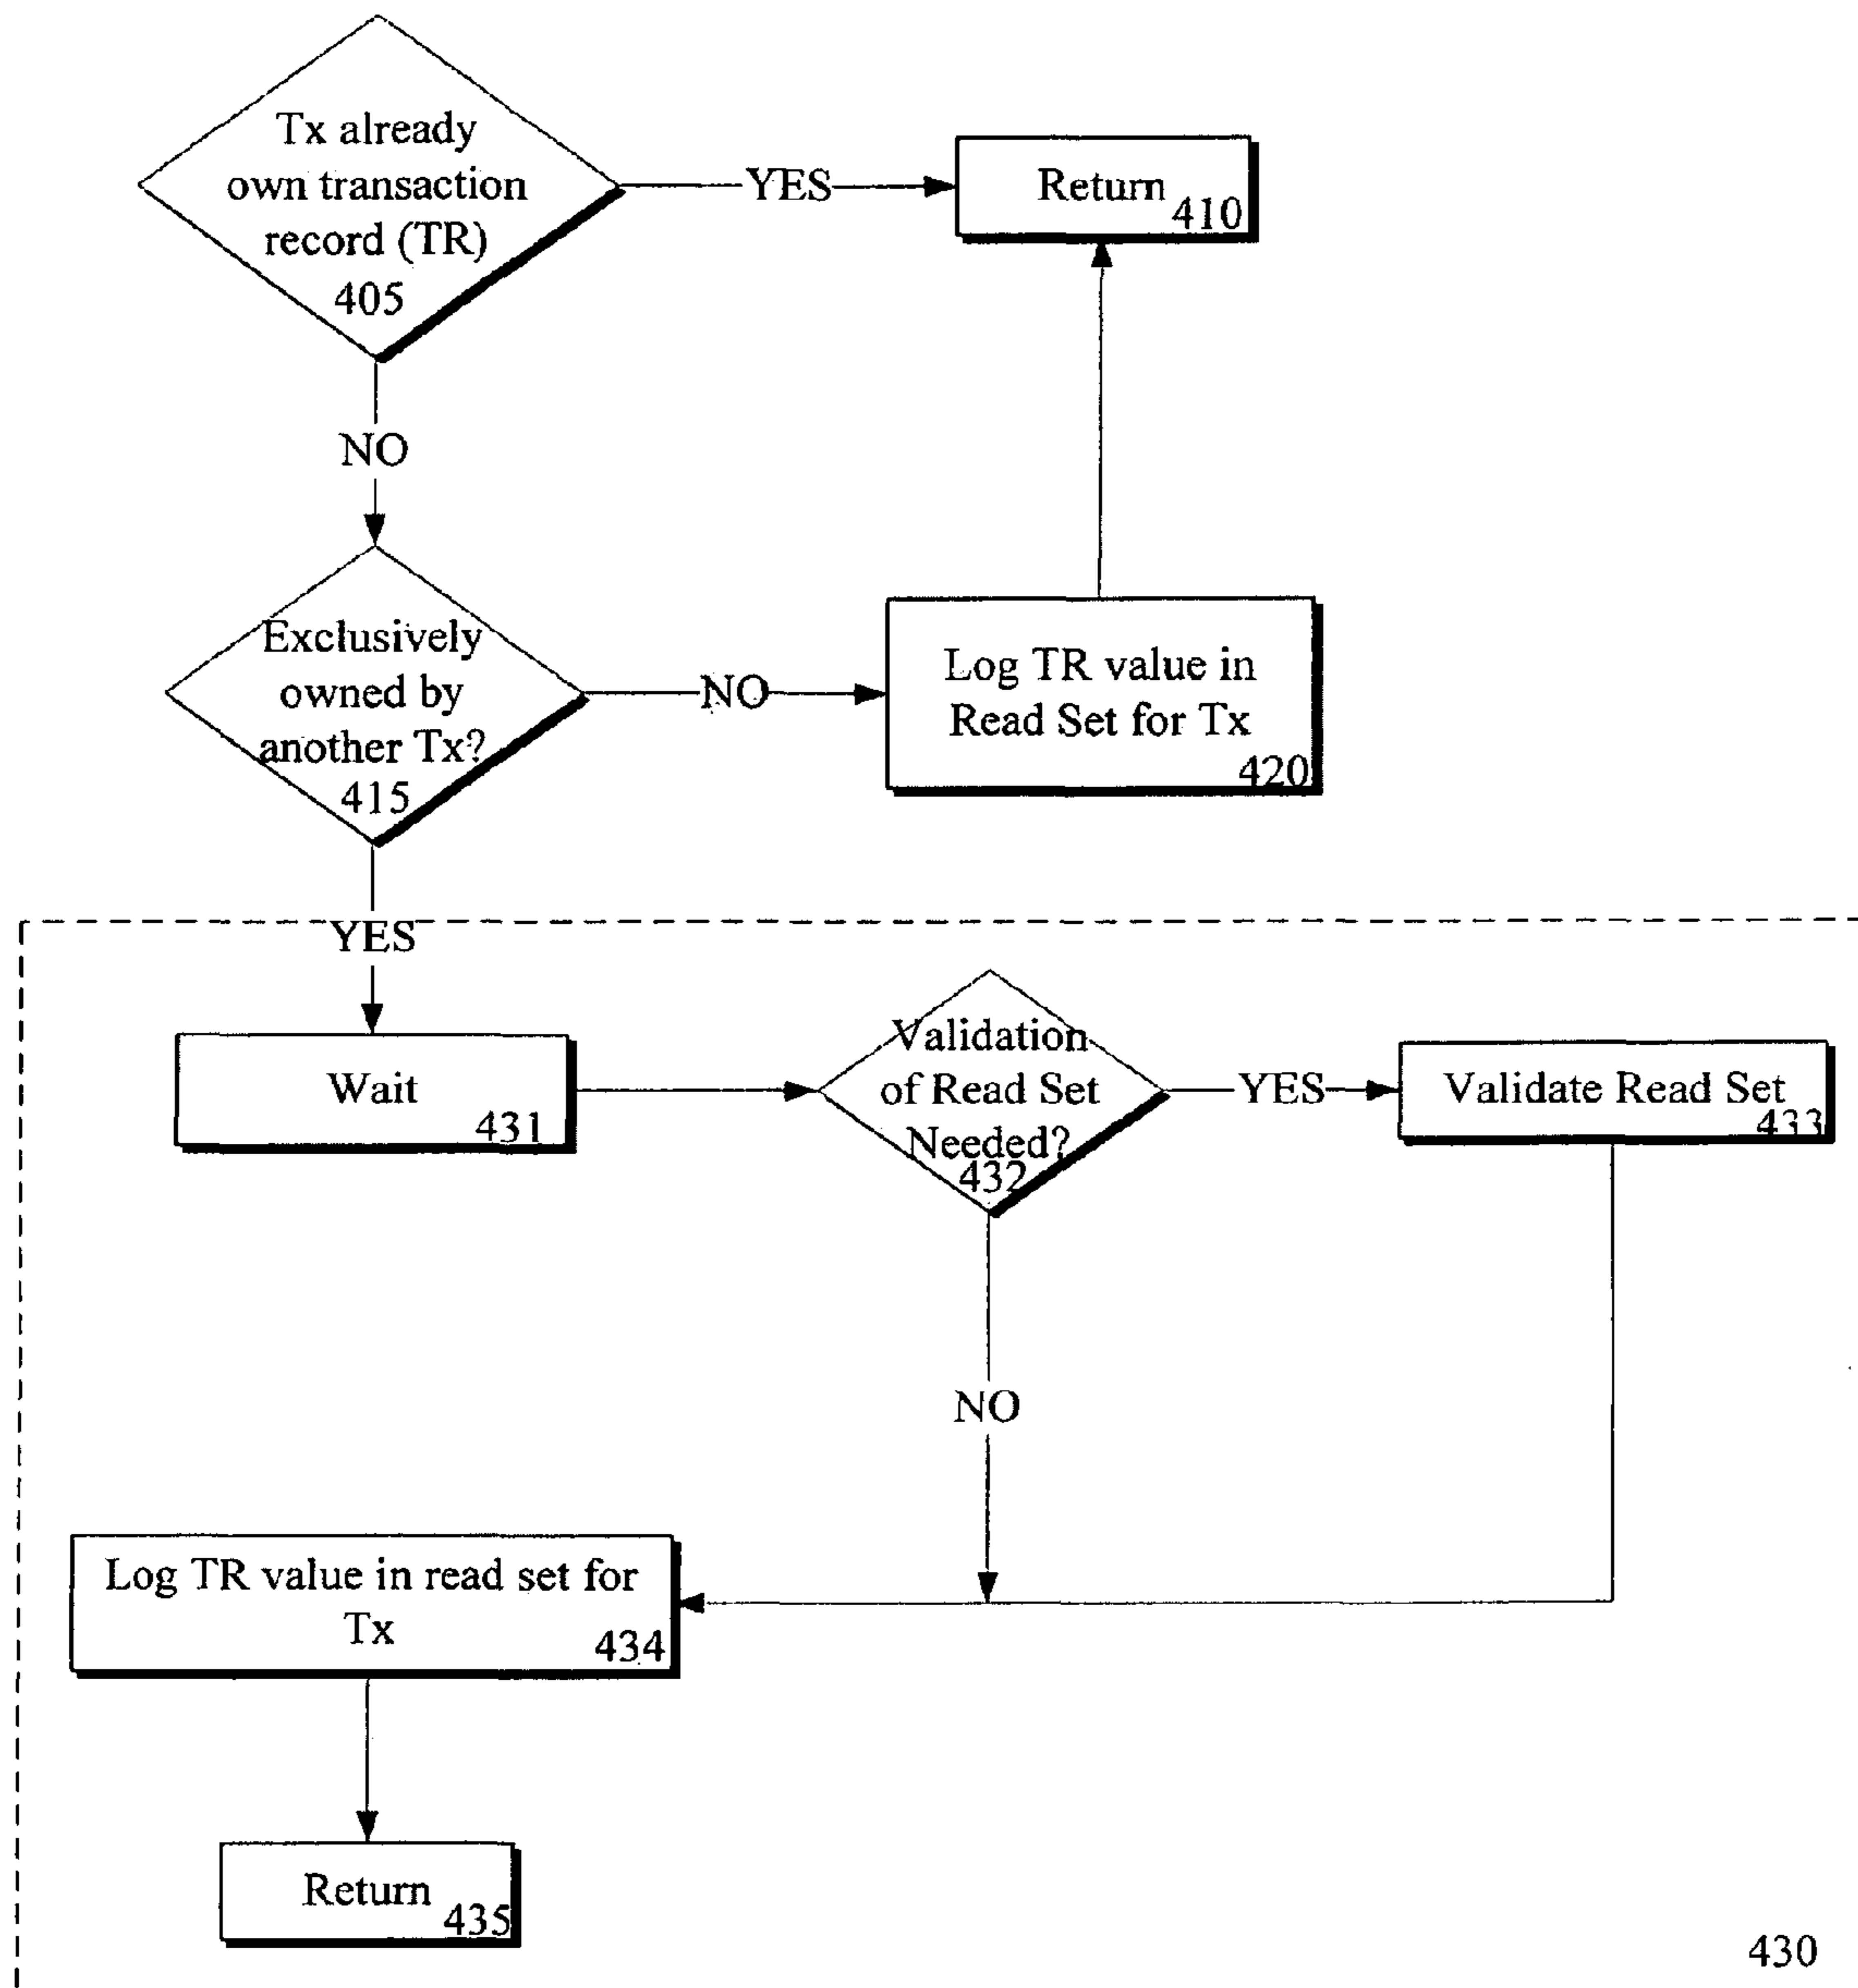 Tx already
own transaction
record (TR)
405
YES
Return
410
NO
Exclusively
owned by
another Tx?
415
NO
Log TR value in
Read Set for Tx
420
YES
Wait
431
Validation
of Read Set
Needed?
432
YES
Validate Read Set
433
NO
Log TR value in read set for
Tx
434
Return
435
430